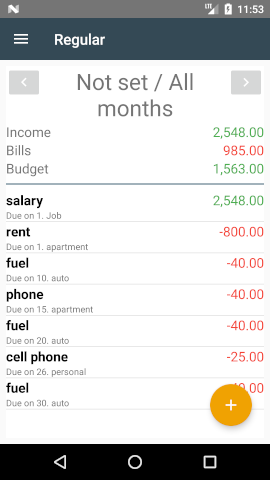 LTE 11:53
Regular
Not set / All
months
Income 2,548.00
Bills 985.00
Budget 1,563.00
salary 2,548.00
Due on 1. Job
rent -800.00
Due on 1. apartment
fuel -40.00
Due on 10. auto
phone -40.00
Due on 15. apartment
fuel -40.00
Due on 20. auto
cell phone -25.00
Due on 26. personal
fuel
Due on 30. auto